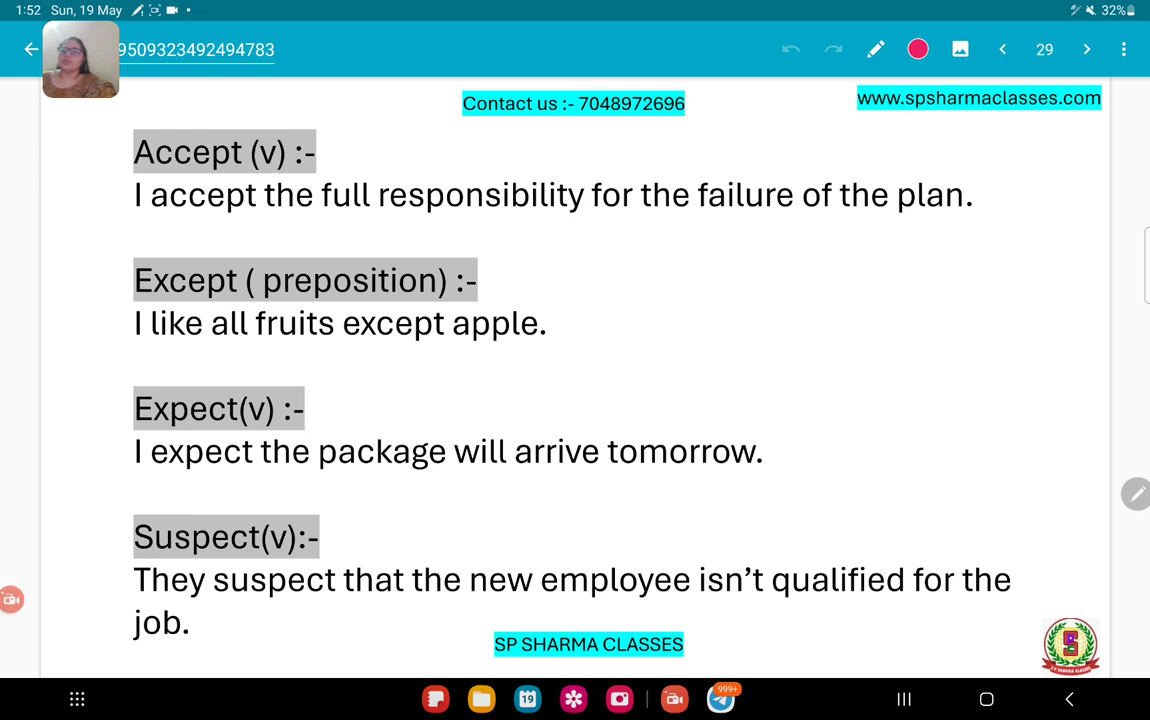 1:52 Sun, 19 May
32%
9509323492494783
29
Contact us :- 7048972696
www.spsharmaclasses.com
Accept (v) :-
I accept the full responsibility for the failure of the plan.
Except ( preposition) :-
I like all fruits except apple.
Expect(v) :-
I expect the package will arrive tomorrow.
Suspect(v):-
They suspect that the new employee isn’t qualified for the
job.
SP SHARMA CLASSES
S
19
999+